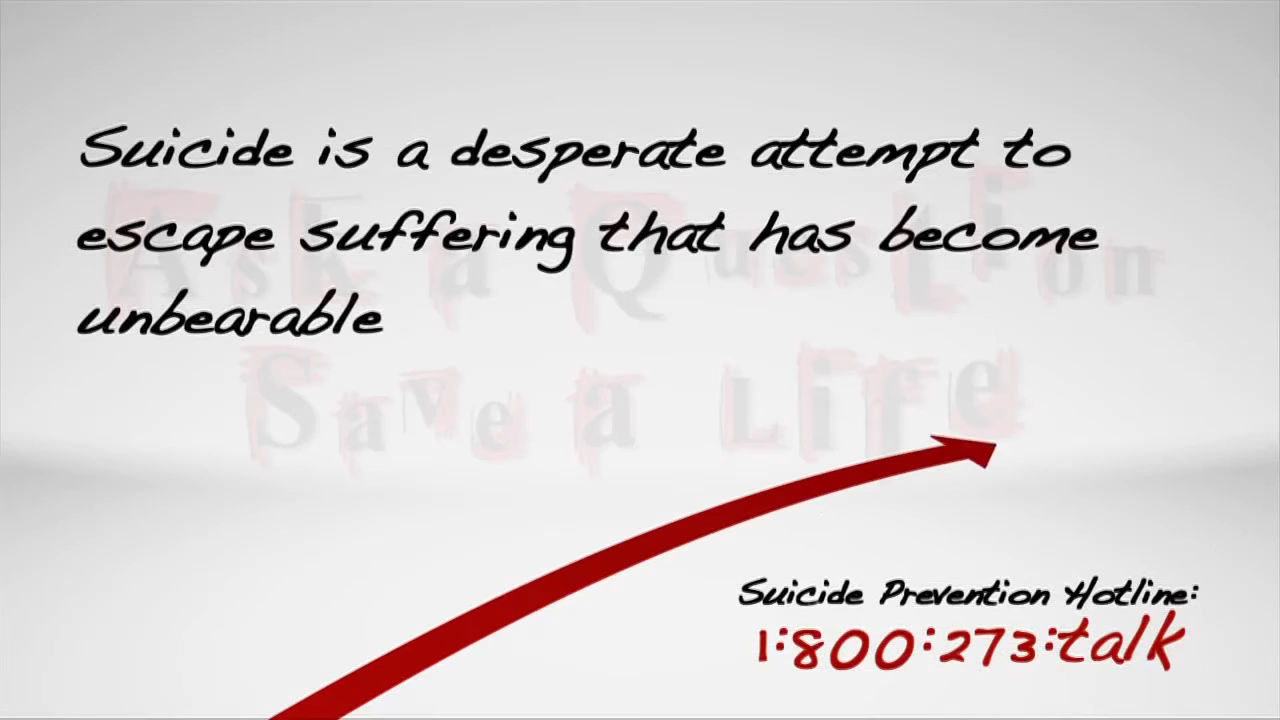 Suicide is a desperate attempt to
escape suffering that has become
unbearable
Ask a Question
Save a Life
Suicide Prevention Hotline:
1:800:273:talk